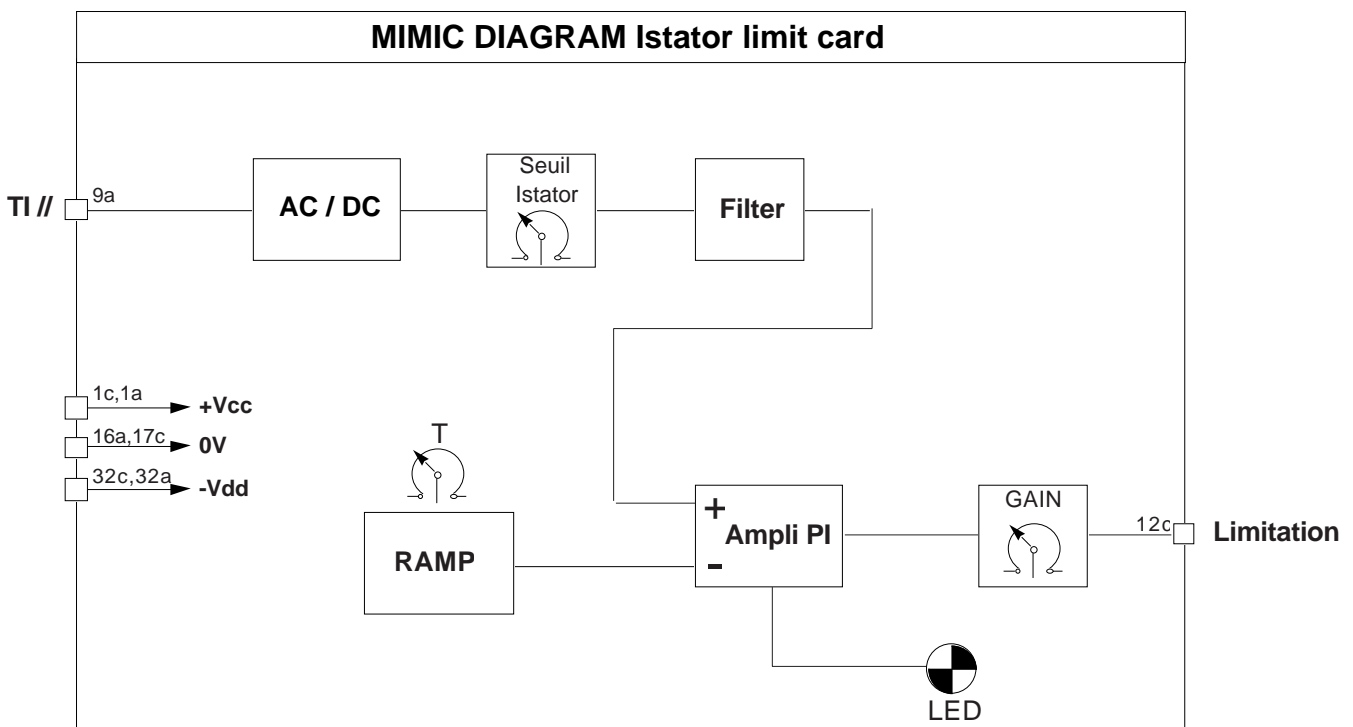 MIMIC DIAGRAM Istator limit card
TI //
9a
AC / DC
Seuil
Istator
Filter
1c,1a
+Vcc
16a,17c
0V
32c,32a
-Vdd
T
RAMP
+
Ampli PI
-
GAIN
12c
Limitation
LED